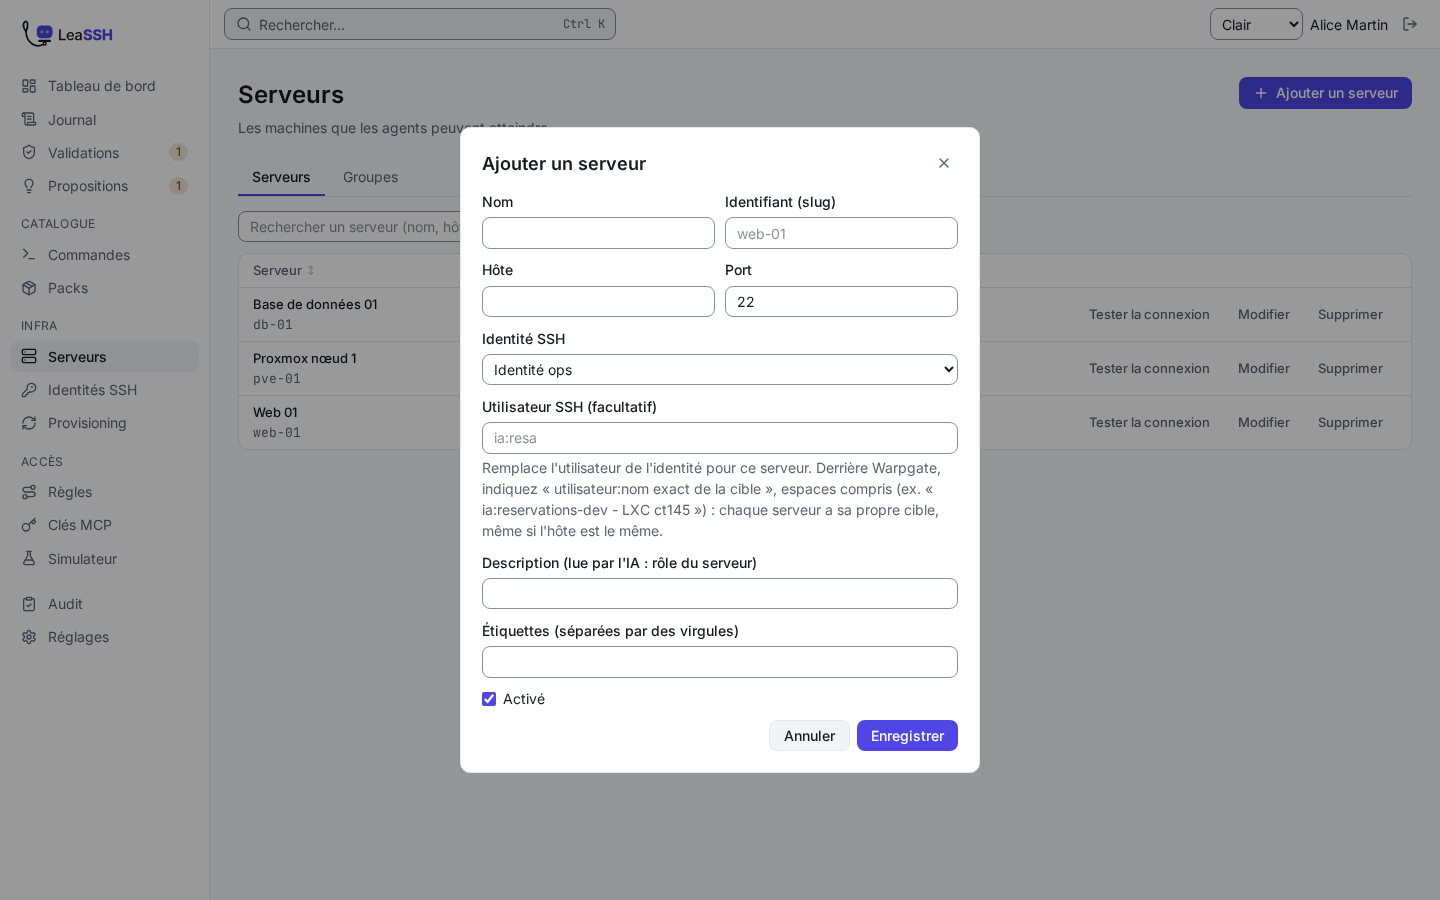 LeaSSH
Rechercher...
Ctrl K
Clair
Alice Martin
Tableau de bord
Journal
Validations
1
Propositions
1
CATALOGUE
Commandes
Packs
INFRA
Serveurs
Identités SSH
Provisioning
ACCÈS
Règles
Clés MCP
Simulateur
Audit
Réglages
Serveurs
Ajouter un serveur
Les machines que les agents peuvent atteindre
Serveurs
Groupes
Rechercher un serveur (nom, hôt
Serveur
Base de données 01
db-01
Tester la connexion
Modifier
Supprimer
Proxmox nœud 1
pve-01
Tester la connexion
Modifier
Supprimer
Web 01
web-01
Tester la connexion
Modifier
Supprimer
Ajouter un serveur
Nom
Identifiant (slug)
web-01
Hôte
Port
22
Identité SSH
Identité ops
Utilisateur SSH (facultatif)
ia:resa
Remplace l'utilisateur de l'identité pour ce serveur. Derrière Warpgate,
indiquez « utilisateur:nom exact de la cible », espaces compris (ex. «
ia:reservations-dev - LXC ct145 ») : chaque serveur a sa propre cible,
même si l'hôte est le même.
Description (lue par l'IA : rôle du serveur)
Étiquettes (séparées par des virgules)
Activé
Annuler
Enregistrer